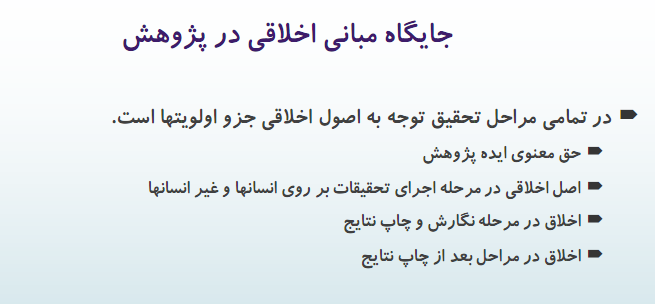 جایگاه مبانی اخلاقی در پژوهش
در تمامی مراحل تحقیق توجه به اصول اخلاقی جزو اولویتها است.
حق معنوی ایده پژوهش
اصل اخلاقی در مرحله اجرای تحقیقات بر روی انسانها و غیر انسانها
اخلاق در مرحله نگارش و چاپ نتایج
اخلاق در مراحل بعد از چاپ نتایج